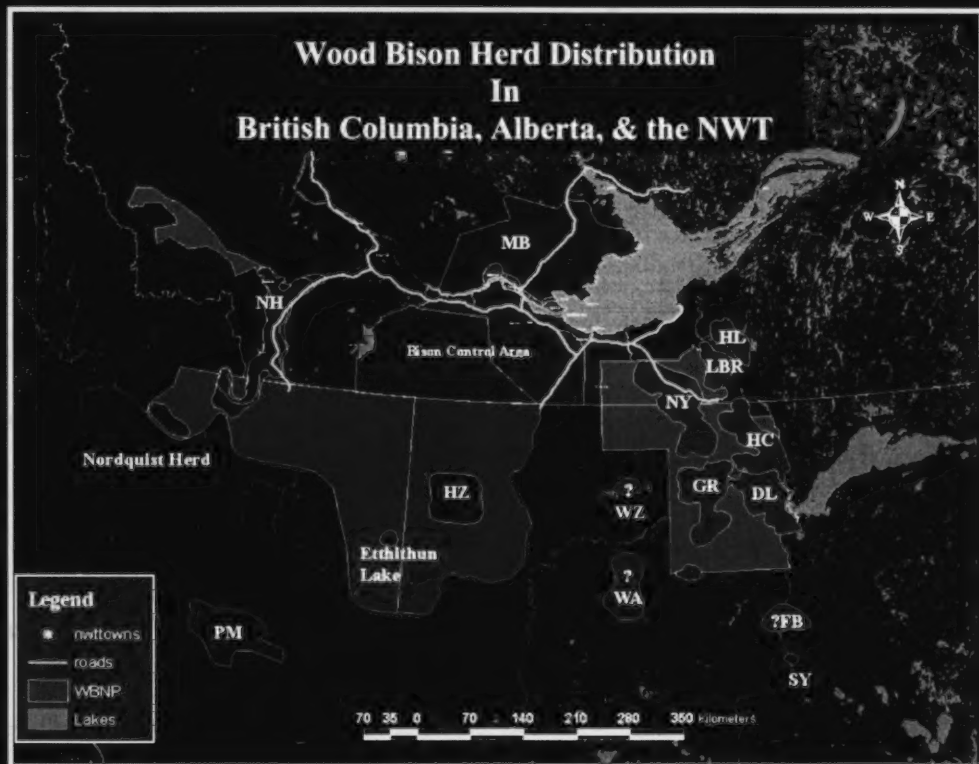 Wood Bison Herd Distribution
In
British Columbia, Alberta, & the NWT
N
W E
S
MB
NH
HL
Bison Control Area
LBR
NY
HC
Nordquist Herd
HZ
GR
DL
?
WZ
Etthithun
Lake
?
WA
?FB
PM
SY
Legend
nwttowns
roads
WBNP
Lakes
70 35 0 70 140 210 280 350 kilometers